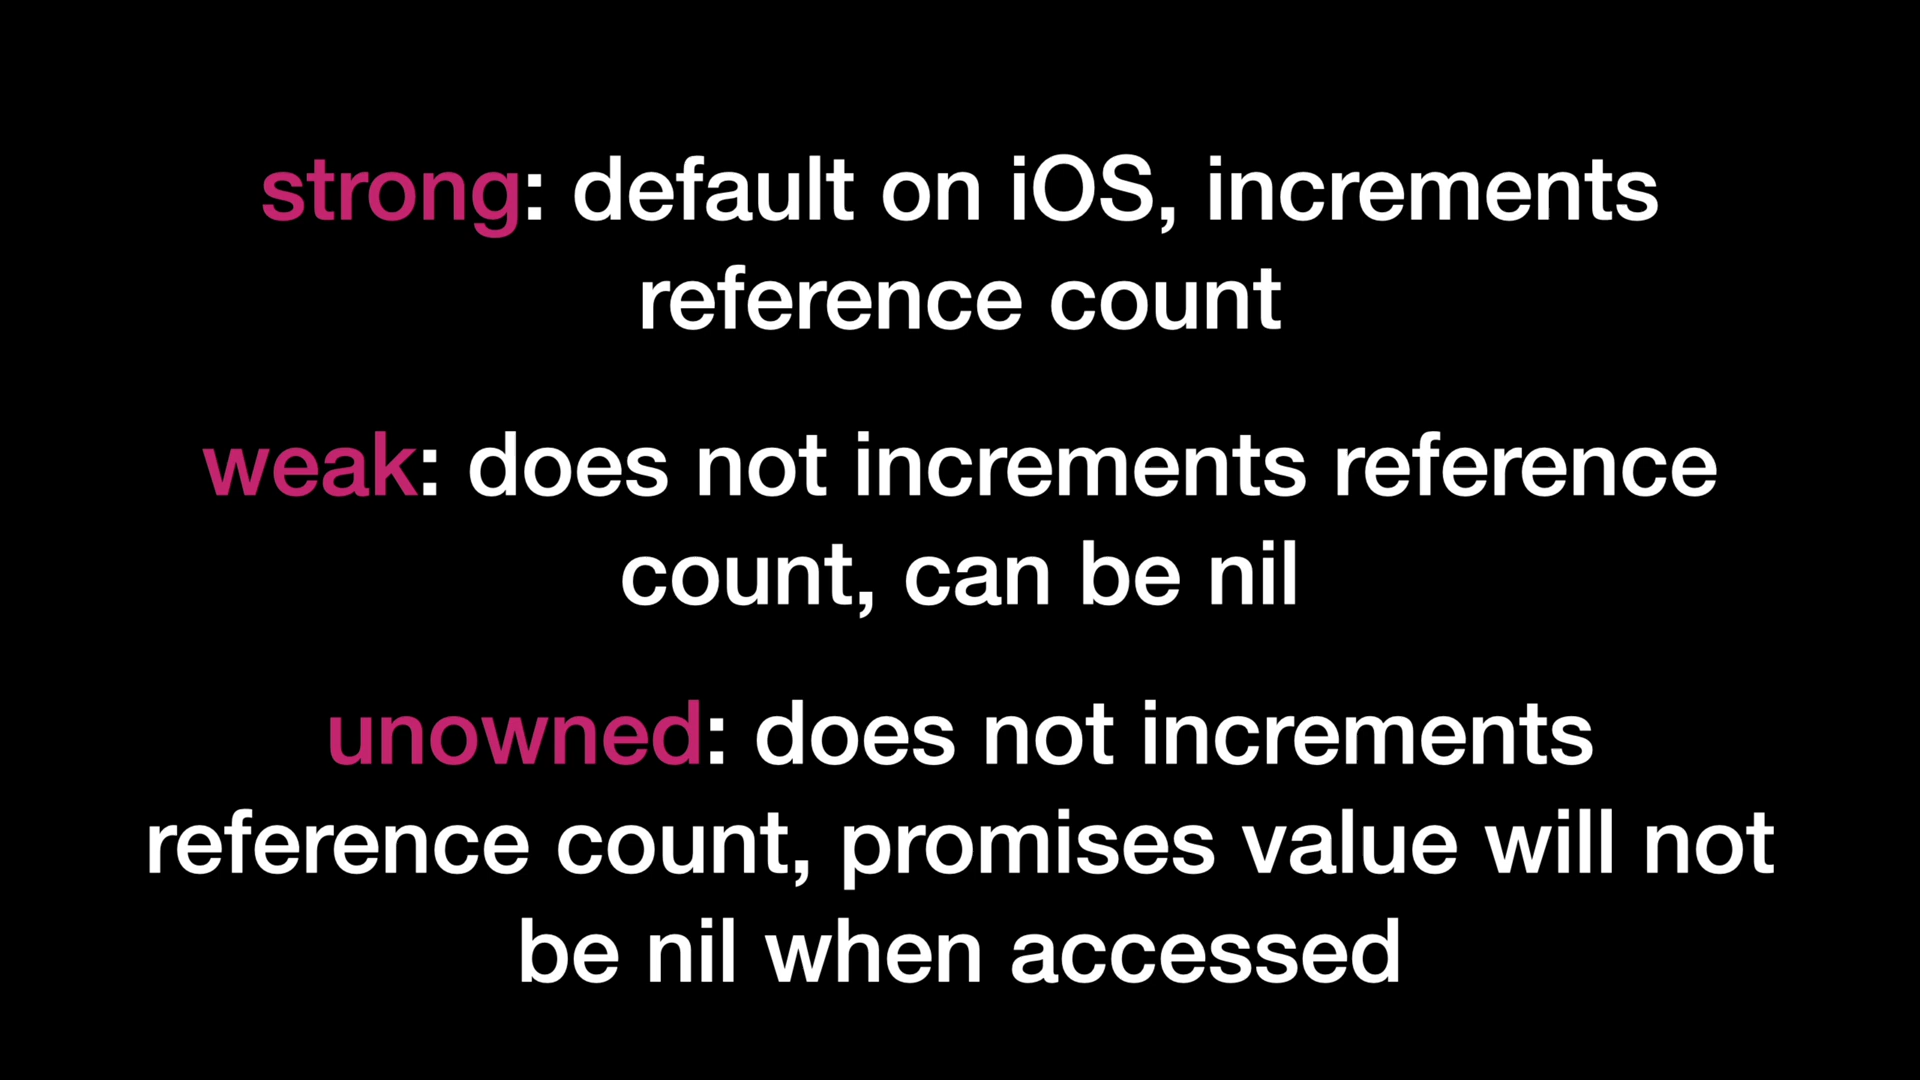 strong: default on iOS, increments
reference count
weak: does not increments reference
count, can be nil
unowned: does not increments
reference count, promises value will not
be nil when accessed